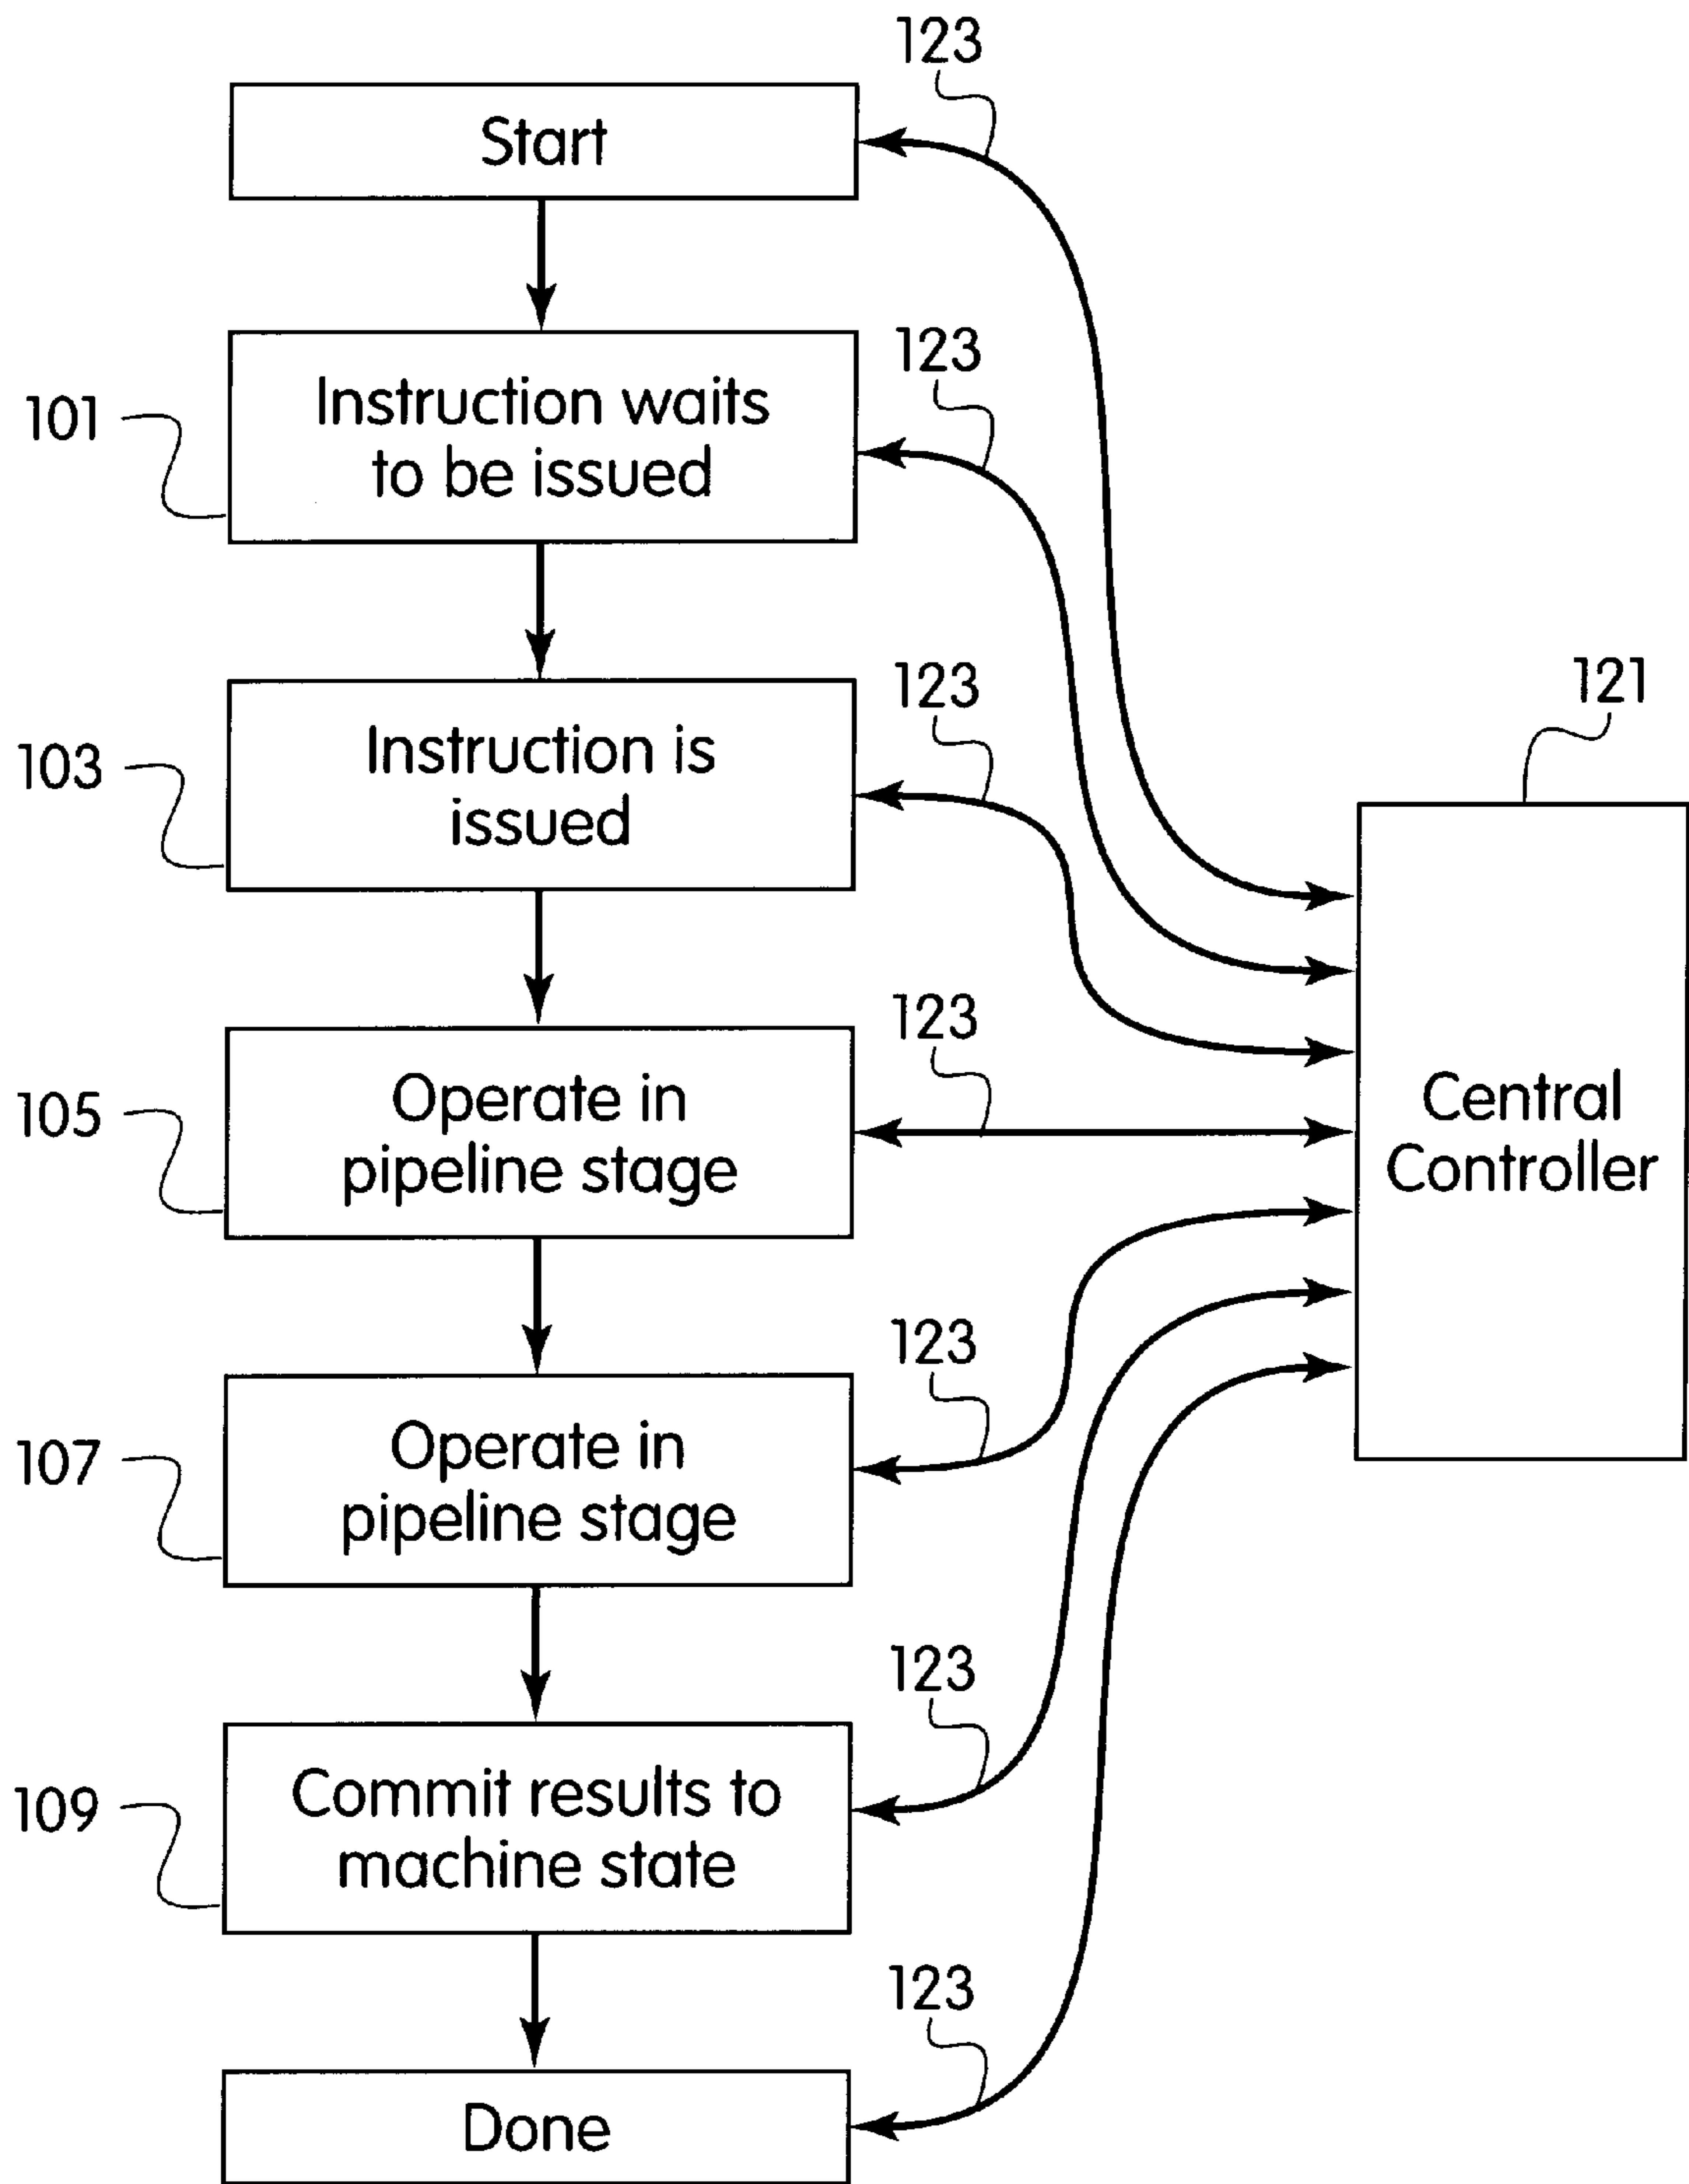 123
Start
123
101
Instruction waits
to be issued
123
121
103
Instruction is
issued
123
105
Operate in
pipeline stage
Central
Controller
123
107
Operate in
pipeline stage
123
109
Commit results to
machine state
123
Done